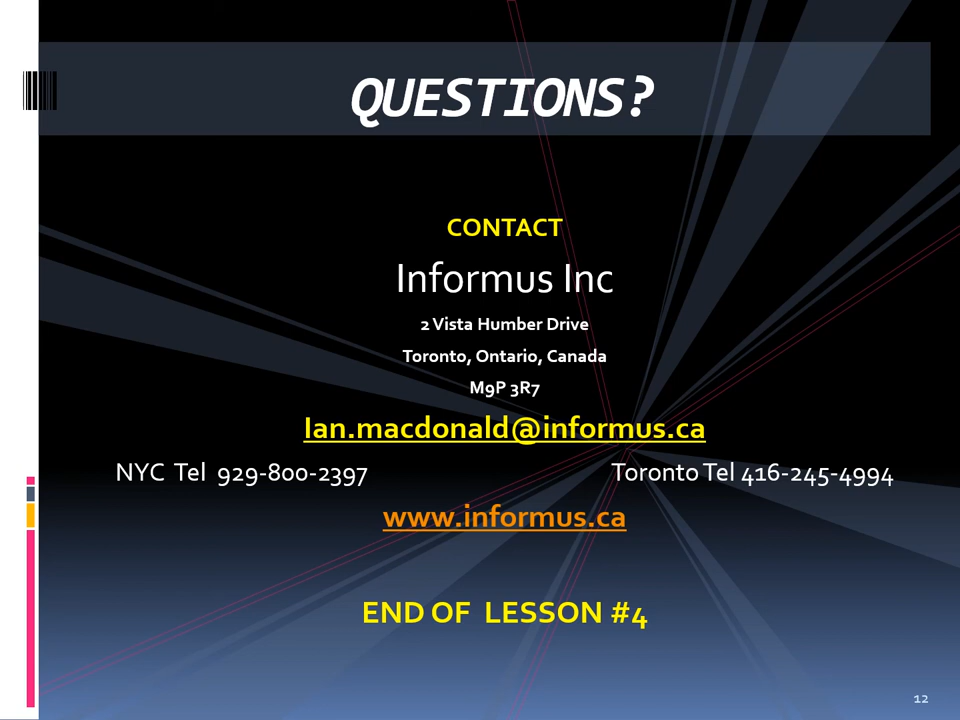 QUESTIONS?
CONTACT
Informus Inc
2 Vista Humber Drive
Toronto, Ontario, Canada
M9P 3R7
Ian.macdonald@informus.ca
NYC Tel 929-800-2397 Toronto Tel 416-245-4994
www.informus.ca
END OF LESSON #4
12